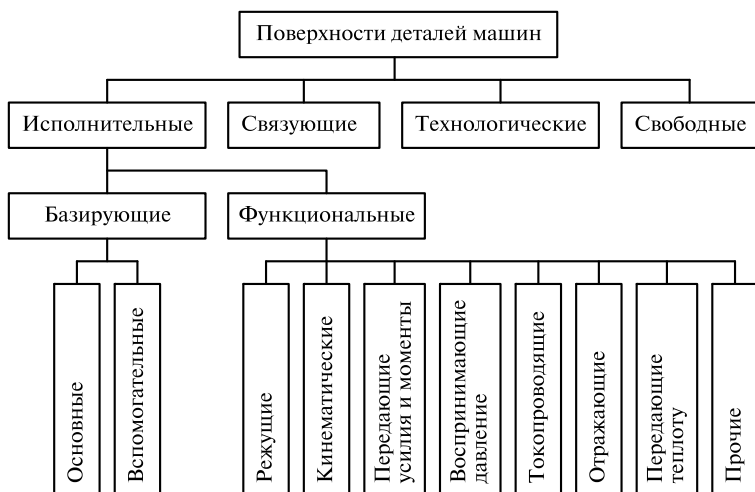 Поверхности деталей машин
Исполнительные
Связующие
Технологические
Свободные
Базирующие
Функциональные
Основные
Вспомогательные
Режущие
Кинематические
Передающие
усилия и моменты
Воспринимающие
давление
Токопроводящие
Отражающие
Передающие
теплоту
Прочие